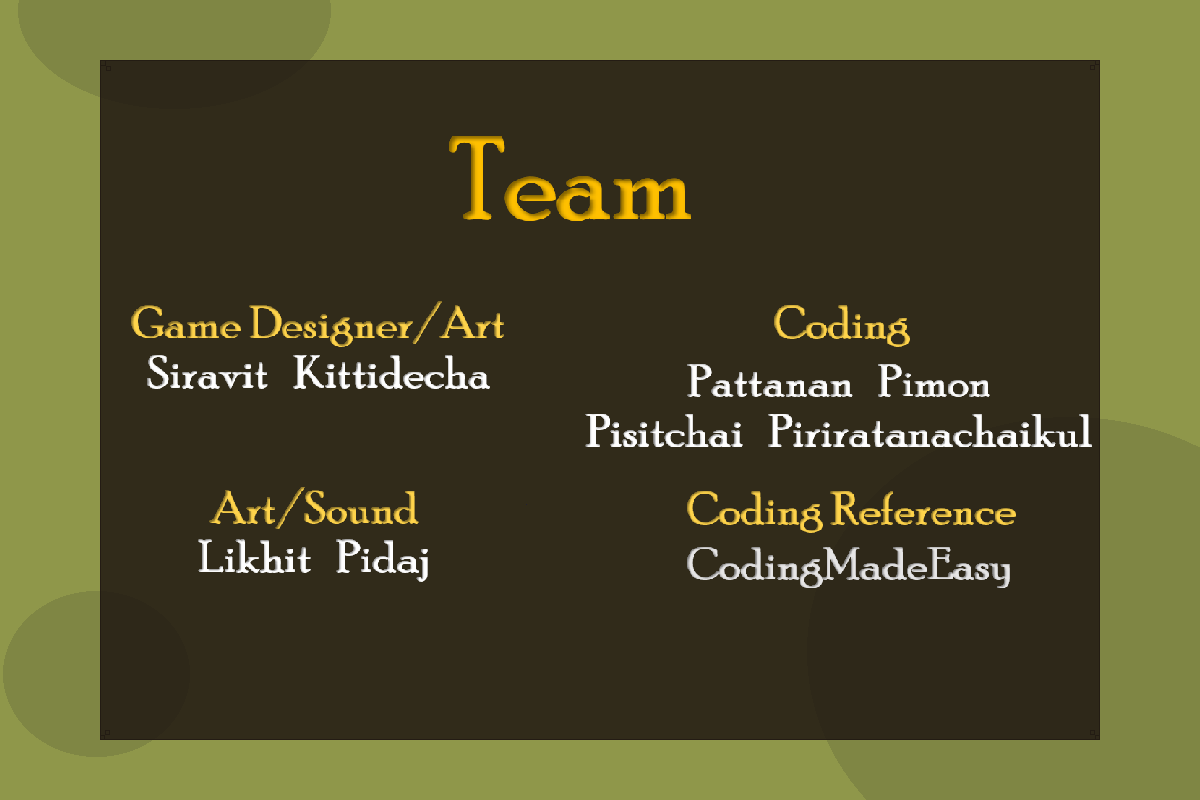 Team
Game Designer/Art
Siravit Kittidecha
Coding
Pattanan Pimon
Pisitchai Piriratanachaikul
Art/Sound
Likhit Pidaj
Coding Reference
CodingMadeEasy